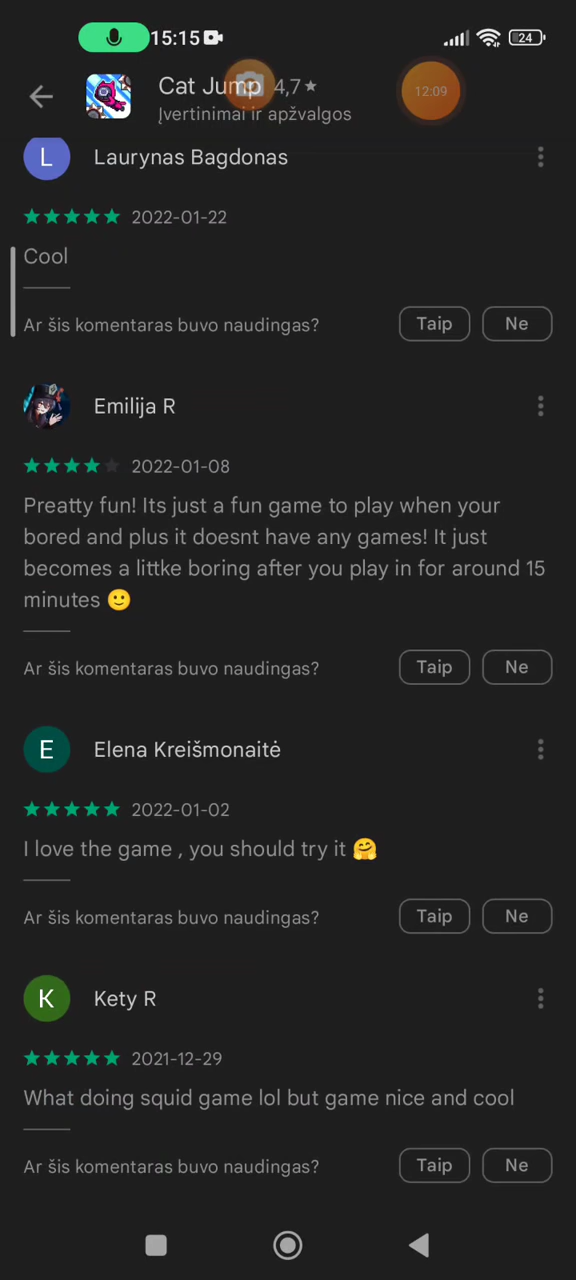 15:15
24
Cat Jump 4,7★
12:09
Įvertinimai ir apžvalgos
L
Laurynas Bagdonas
2022-01-22
Cool
Ar šis komentaras buvo naudingas?
Taip
Ne
Emilija R
2022-01-08
Preatty fun! Its just a fun game to play when your
bored and plus it doesnt have any games! It just
becomes a littke boring after you play in for around 15
minutes 🙂
Ar šis komentaras buvo naudingas?
Taip
Ne
E
Elena Kreišmonaitė
2022-01-02
I love the game , you should try it 🤗
Ar šis komentaras buvo naudingas?
Taip
Ne
K
Kety R
2021-12-29
What doing squid game lol but game nice and cool
Ar šis komentaras buvo naudingas?
Taip
Ne